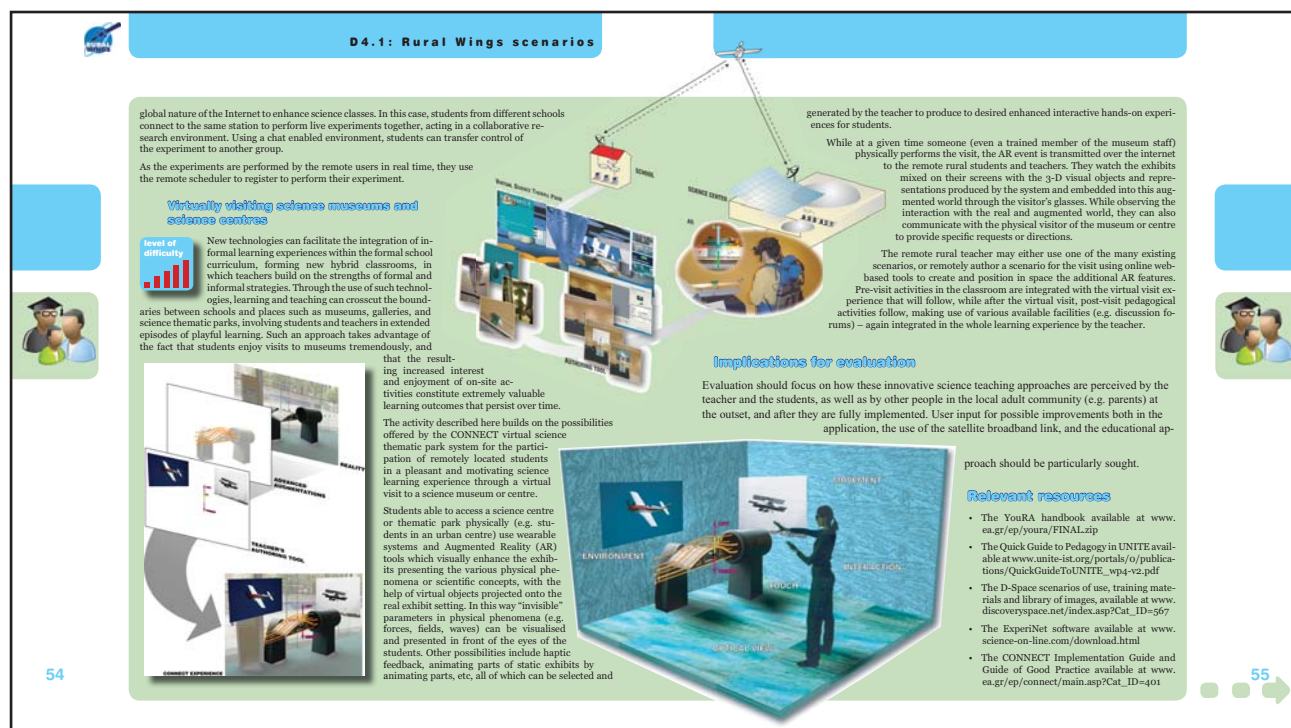 RURAL
WINGS
D4.1: Rural Wings scenarios
global nature of the Internet to enhance science classes. In this case, students from different schools
connect to the same station to perform live experiments together, acting in a collaborative re-
search environment. Using a chat enabled environment, students can transfer control of
the experiment to another group.
As the experiments are performed by the remote users in real time, they use
the remote scheduler to register to perform their experiment.
Virtually visiting science museums and
science centres
level of
difficulty
New technologies can facilitate the integration of in-
formal learning experiences within the formal school
curriculum, forming new hybrid classrooms, in
which teachers build on the strengths of formal and
informal strategies. Through the use of such technol-
ogies, learning and teaching can crosscut the bound-
aries between schools and places such as museums, galleries, and
science thematic parks, involving students and teachers in extended
episodes of playful learning. Such an approach takes advantage of
the fact that students enjoy visits to museums tremendously, and
that the result-
ing increased interest
and enjoyment of on-site ac-
tivities constitute extremely valuable
learning outcomes that persist over time.
The activity described here builds on the possibilities
offered by the CONNECT virtual science
thematic park system for the partici-
pation of remotely located students
in a pleasant and motivating science
learning experience through a virtual
visit to a science museum or centre.
Students able to access a science centre
or thematic park physically (e.g. stu-
dents in an urban centre) use wearable
systems and Augmented Reality (AR)
tools which visually enhance the exhib-
its presenting the various physical phe-
nomena or scientific concepts, with the
help of virtual objects projected onto the
real exhibit setting. In this way “invisible”
parameters in physical phenomena (e.g.
forces, fields, waves) can be visualised
and presented in front of the eyes of the
students. Other possibilities include haptic
feedback, animating parts of static exhibits by
animating parts, etc, all of which can be selected and
REALITY
ADVANCED
AUGMENTATIONS
TEACHER'S
AUTHORING TOOL
CONNECT EXPERIENCE
54
SCHOOL
VIRTUAL SCIENCE THEMATIC PARK
SCIENCE CENTER
AR
AUTHORING TOOL
generated by the teacher to produce to desired enhanced interactive hands-on experi-
ences for students.
While at a given time someone (even a trained member of the museum staff)
physically performs the visit, the AR event is transmitted over the internet
to the remote rural students and teachers. They watch the exhibits
mixed on their screens with the 3-D visual objects and repre-
sentations produced by the system and embedded into this aug-
mented world through the visitor's glasses. While observing the
interaction with the real and augmented world, they can also
communicate with the physical visitor of the museum or centre
to provide specific requests or directions.
The remote rural teacher may either use one of the many existing
scenarios, or remotely author a scenario for the visit using online web-
based tools to create and position in space the additional AR features.
Pre-visit activities in the classroom are integrated with the virtual visit ex-
perience that will follow, while after the virtual visit, post-visit pedagogical
activities follow, making use of various available facilities (e.g. discussion fo-
rums) – again integrated in the whole learning experience by the teacher.
Implications for evaluation
Evaluation should focus on how these innovative science teaching approaches are perceived by the
teacher and the students, as well as by other people in the local adult community (e.g. parents) at
the outset, and after they are fully implemented. User input for possible improvements both in the
application, the use of the satellite broadband link, and the educational ap-
proach should be particularly sought.
MOVEMENT
ENVIRONMENT
INTERACTION
TOUCH
OPTICAL VIEW
Relevant resources
• The YouRA handbook available at www.
ea.gr/ep/youra/FINAL.zip
• The Quick Guide to Pedagogy in UNITE avail-
able at www.unite-ist.org/portals/0/publica-
tions/QuickGuideToUNITE_wp4-v2.pdf
• The D-Space scenarios of use, training mate-
rials and library of images, available at www.
discoveryspace.net/index.asp?Cat_ID=567
• The ExperiNet software available at www.
science-on-line.com/download.html
• The CONNECT Implementation Guide and
Guide of Good Practice available at www.
ea.gr/ep/connect/main.asp?Cat_ID=401
55